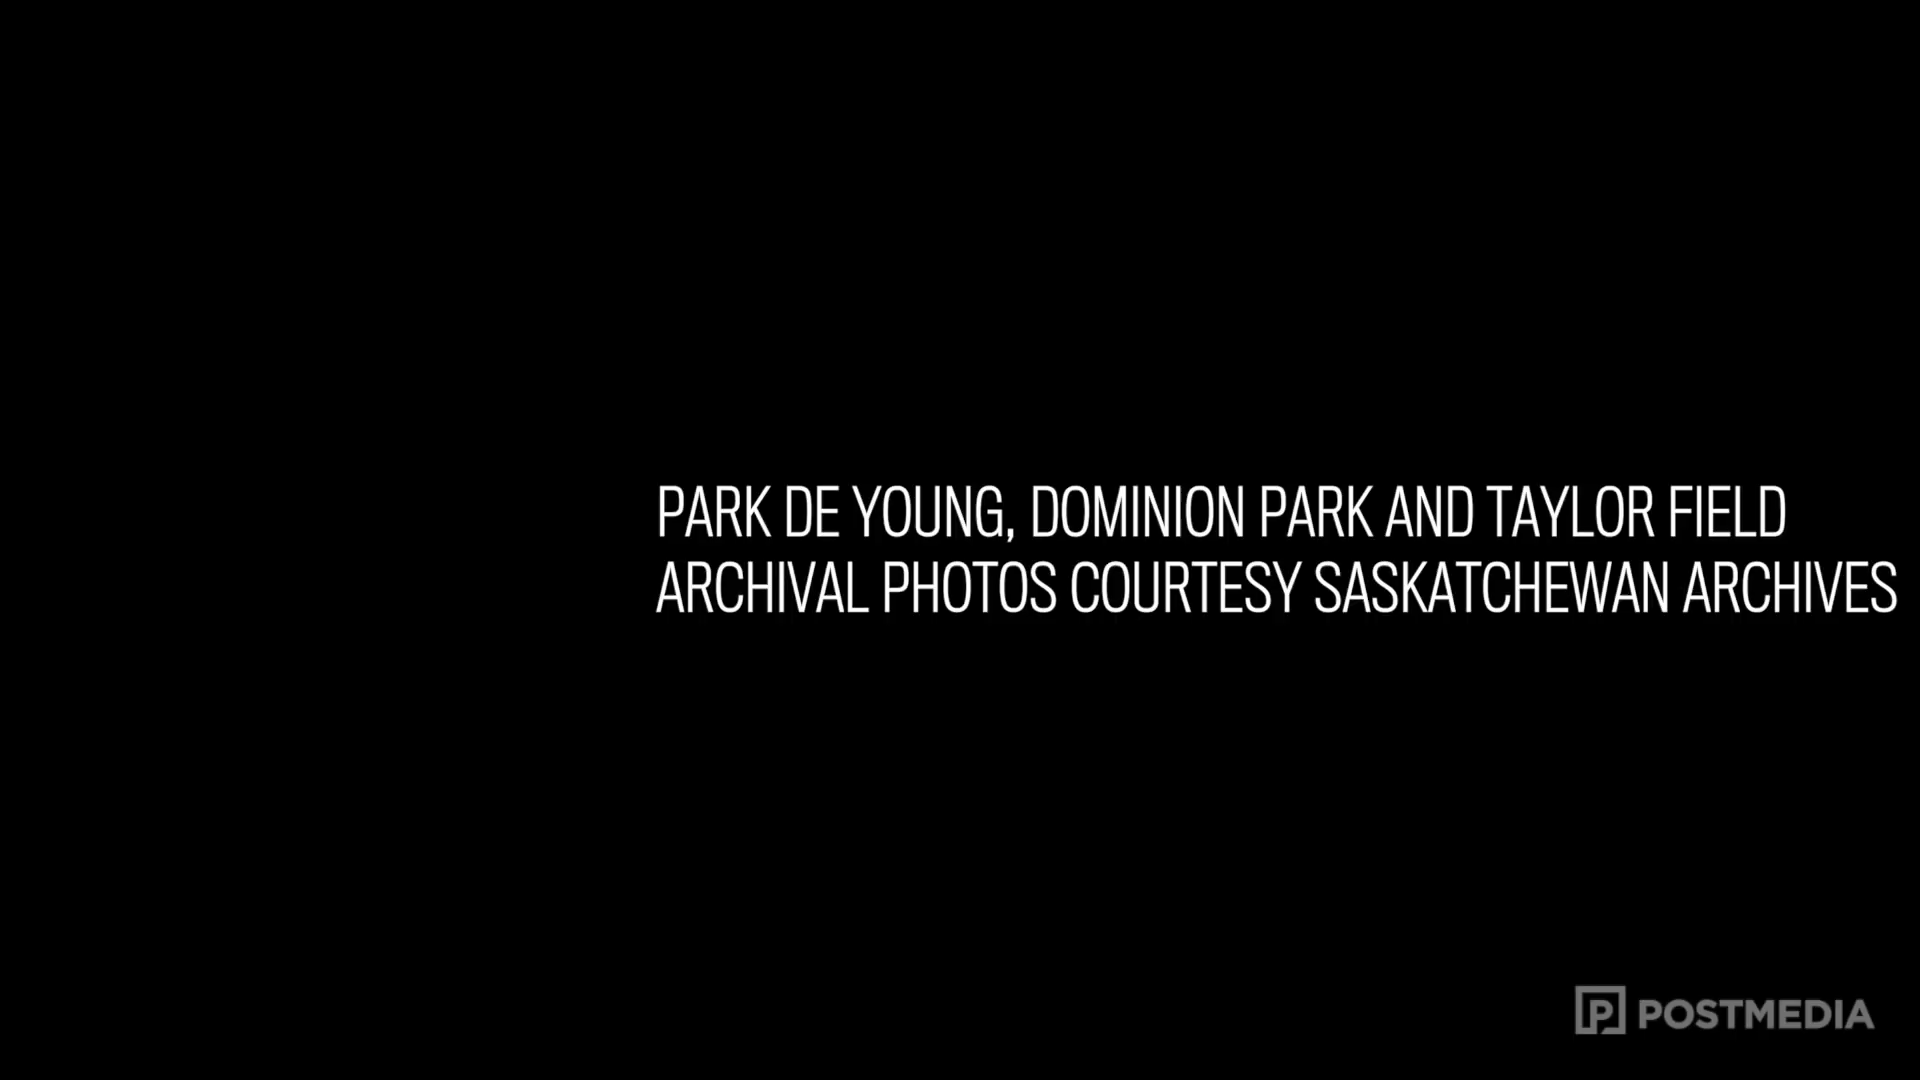 PARK DE YOUNG, DOMINION PARK AND TAYLOR FIELD
ARCHIVAL PHOTOS COURTESY SASKATCHEWAN ARCHIVES
POSTMEDIA